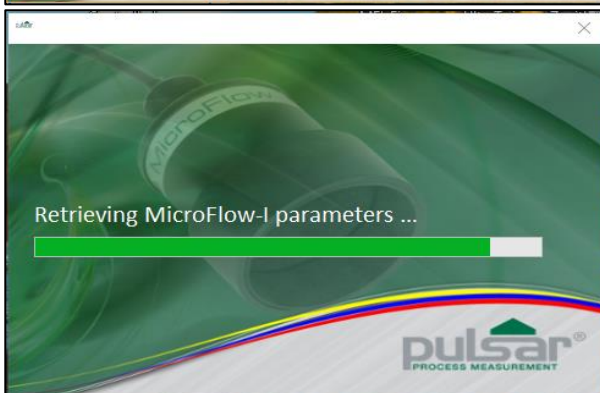 MicroFlow
Retrieving MicroFlow-I parameters ...
pulsar®
PROCESS MEASUREMENT